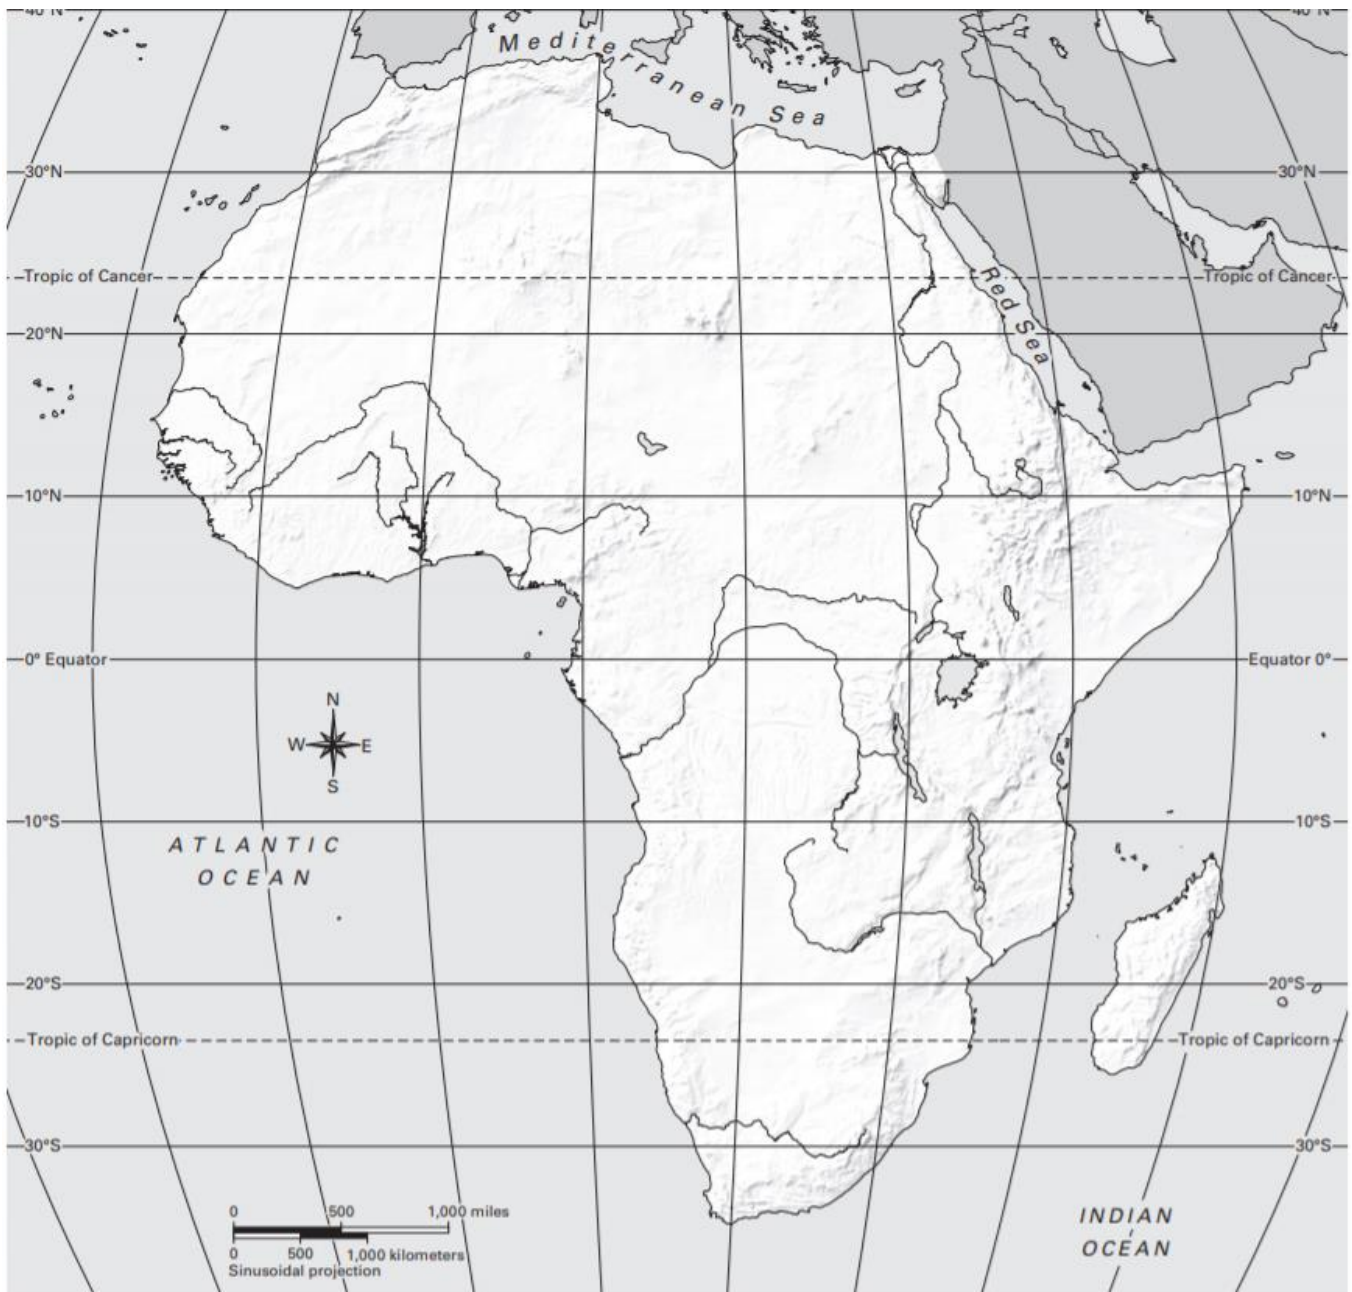 40°N
40°N
Mediterranean Sea
30°N
30°N
Tropic of Cancer
Tropic of Cancer
Red Sea
20°N
10°N
10°N
0° Equator
Equator 0°
N
W E
S
10°S
10°S
ATLANTIC
OCEAN
20°S
20°S
Tropic of Capricorn
Tropic of Capricorn
30°S
30°S
0 500 1,000 miles
0 500 1,000 kilometers
Sinusoidal projection
INDIAN
OCEAN